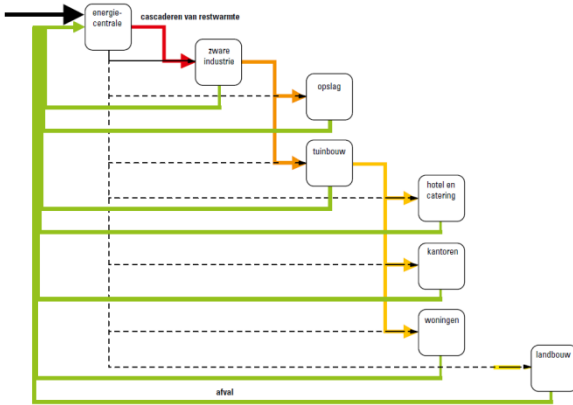 energie-
centrale
cascaderen van restwarmte
zware
industrie
opslag
tuinbouw
hotel en
catering
kantoren
woningen
landbouw
afval